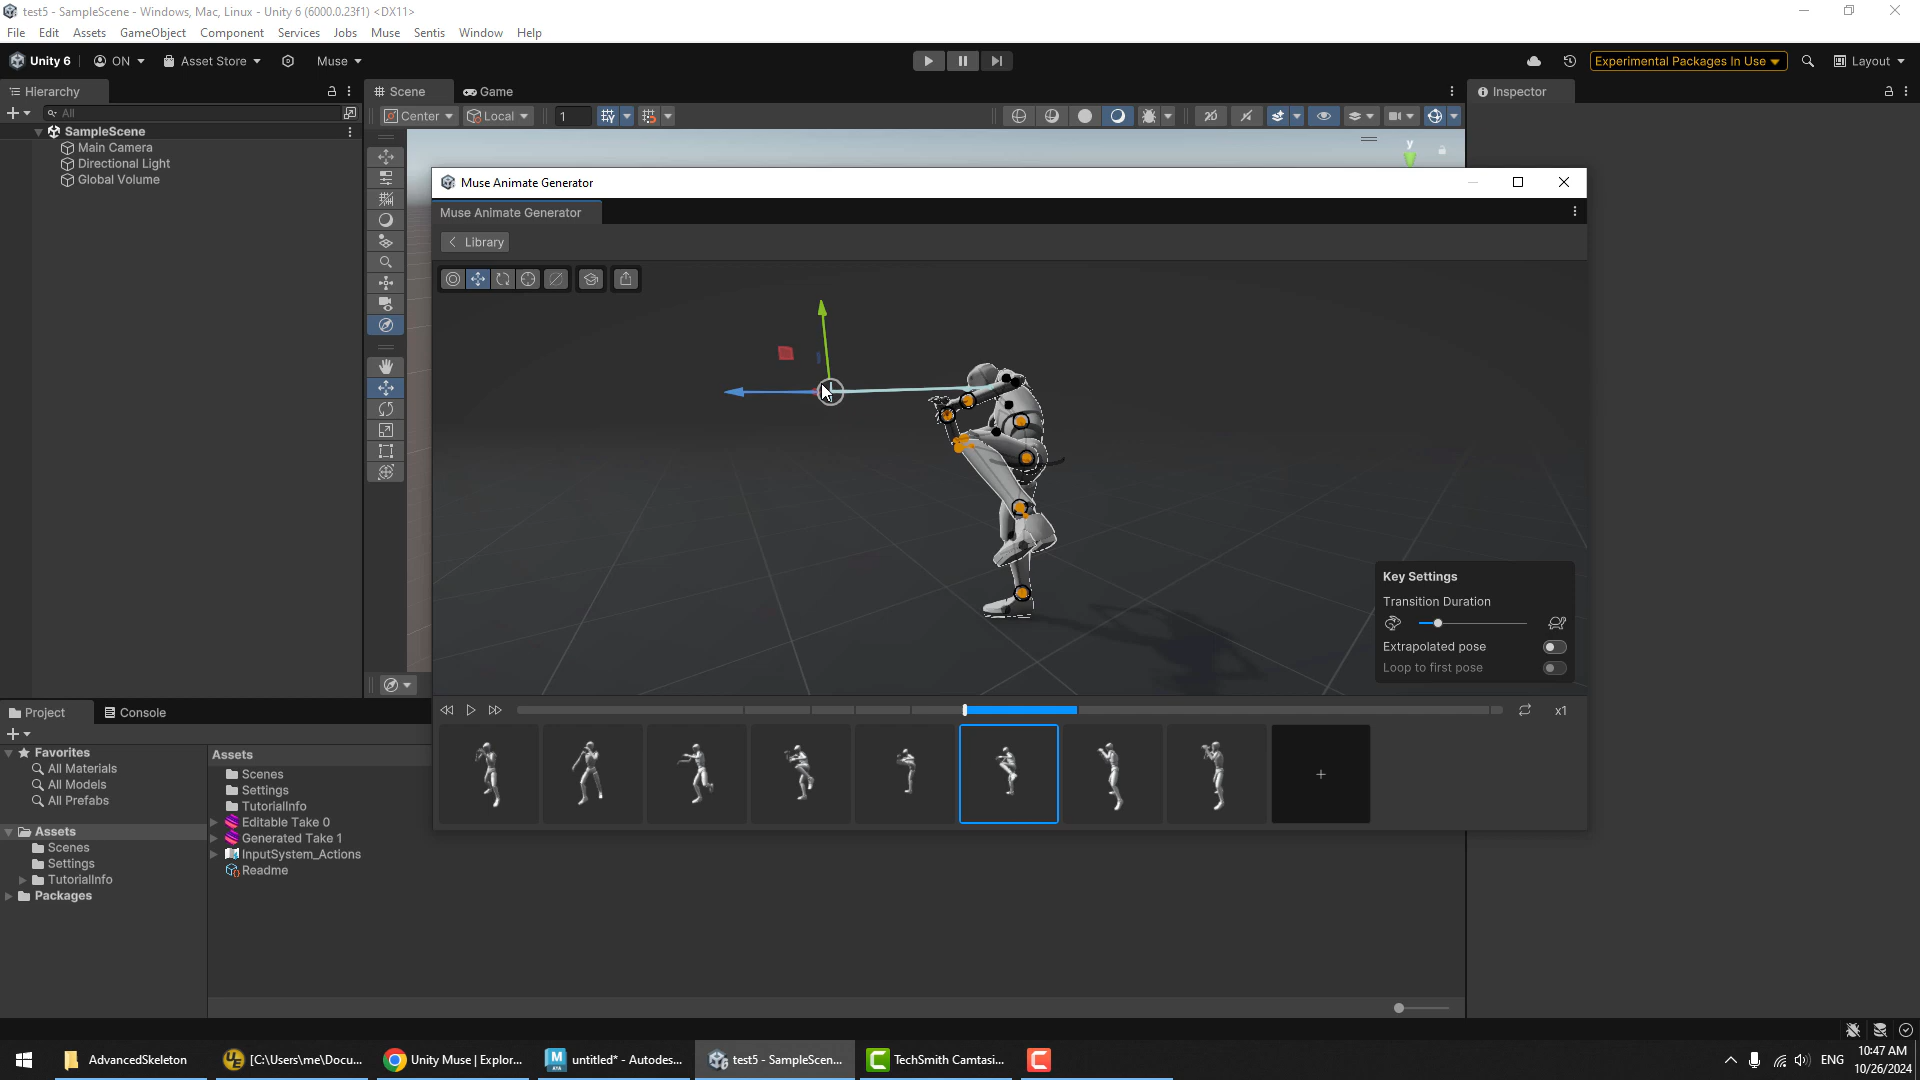 test5 - SampleScene - Windows, Mac, Linux - Unity 6 (6000.0.23f1) <DX11>
File Edit Assets GameObject Component Services Jobs Muse Sentis Window Help
Unity 6 ON Asset Store Muse Experimental Packages In Use Layout
Hierarchy Scene Game Inspector
All Center Local 1
SampleScene
Main Camera
Directional Light
Global Volume
y
Muse Animate Generator
Muse Animate Generator
Library
Key Settings
Transition Duration
Extrapolated pose
Loop to first pose
x1
+
Project Console
Favorites
All Materials
All Models
All Prefabs
Assets
Scenes
Settings
TutorialInfo
Packages
Assets
Scenes
Settings
TutorialInfo
Editable Take 0
Generated Take 1
InputSystem_Actions
Readme
AdvancedSkeleton [C:\Users\me\Docu... Unity Muse | Explor... untitled* - Autodes... test5 - SampleScen... TechSmith Camtasi... ENG 10:47 AM
10/26/2024